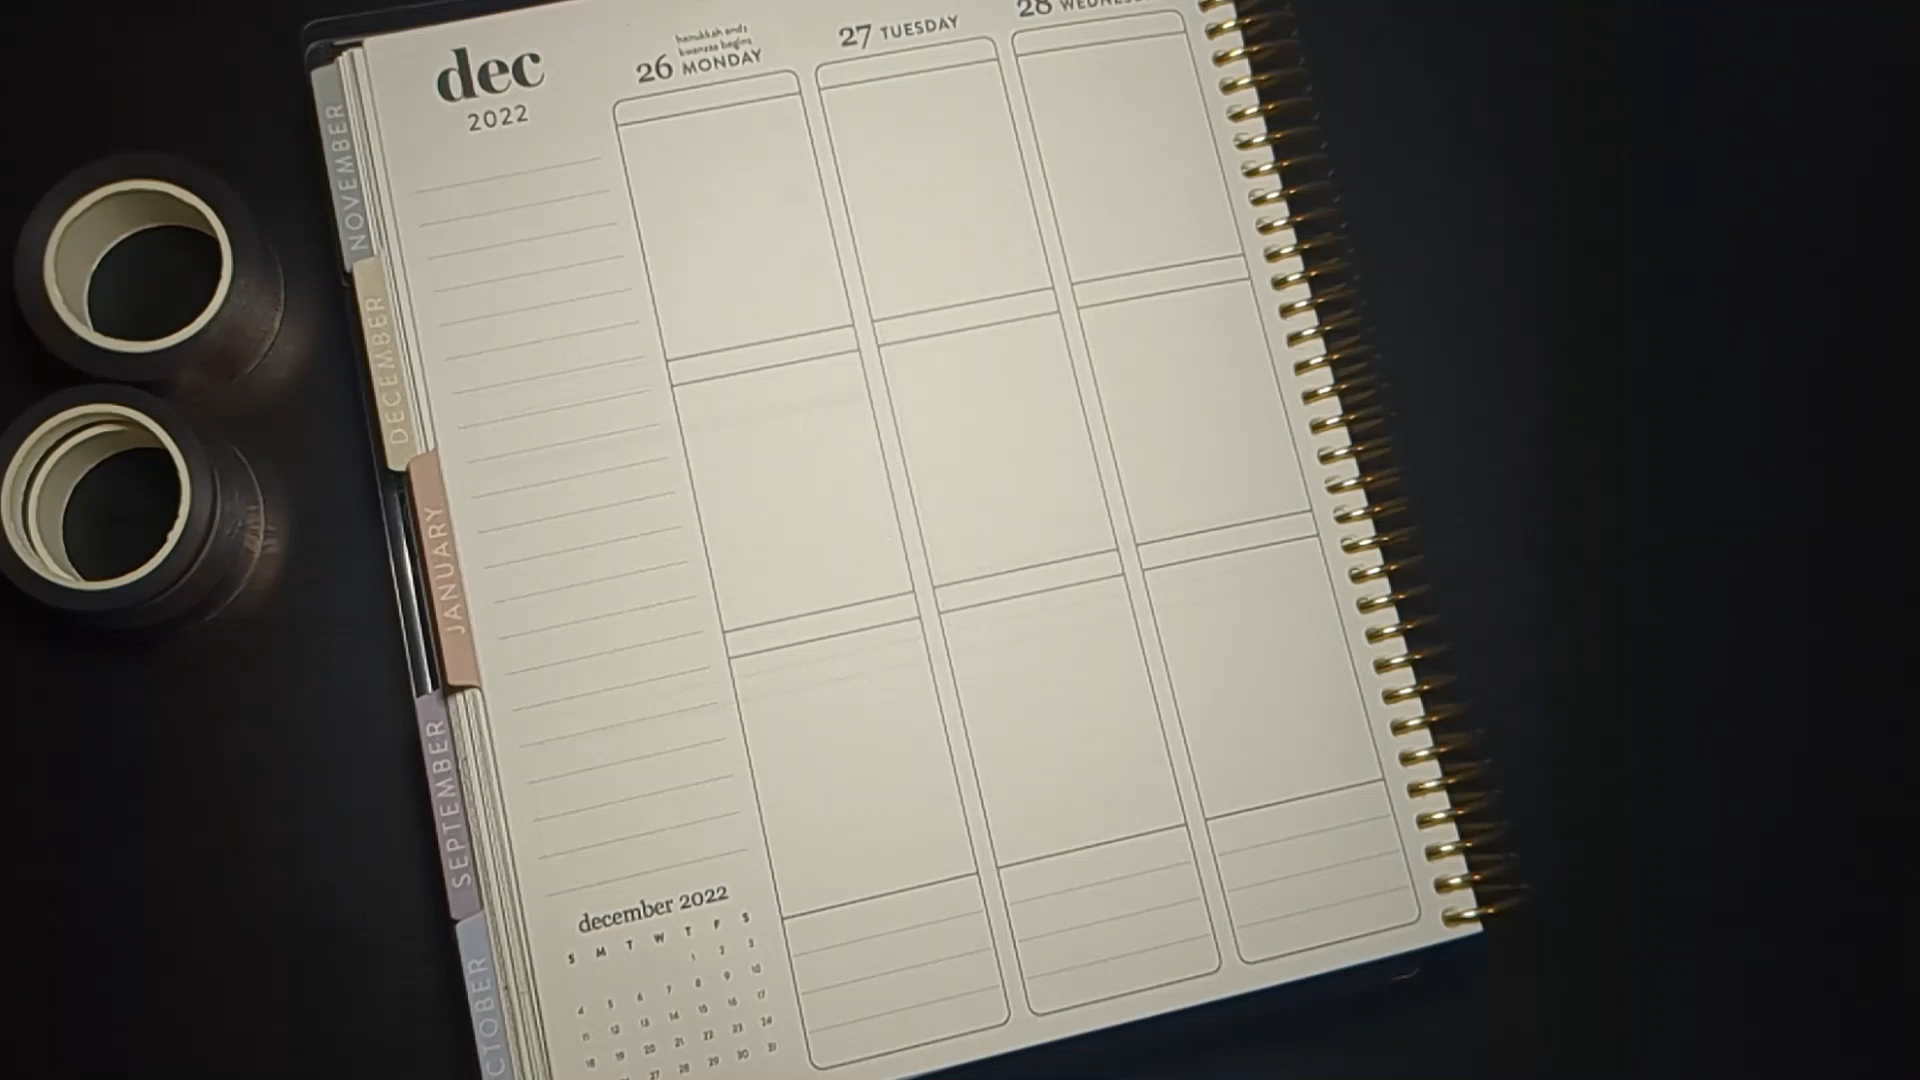 dec
2022
hanukkah ends
kwanzaa begins
26 MONDAY
27 TUESDAY
28
NOVEMBER
DECEMBER
JANUARY
SEPTEMBER
CTOBER
december 2022
S M T W T F S
1 2 3
4 5 6 7 8 9 10
11 12 13 14 15 16 17
18 19 20 21 22 23 24
27 28 29 30 31